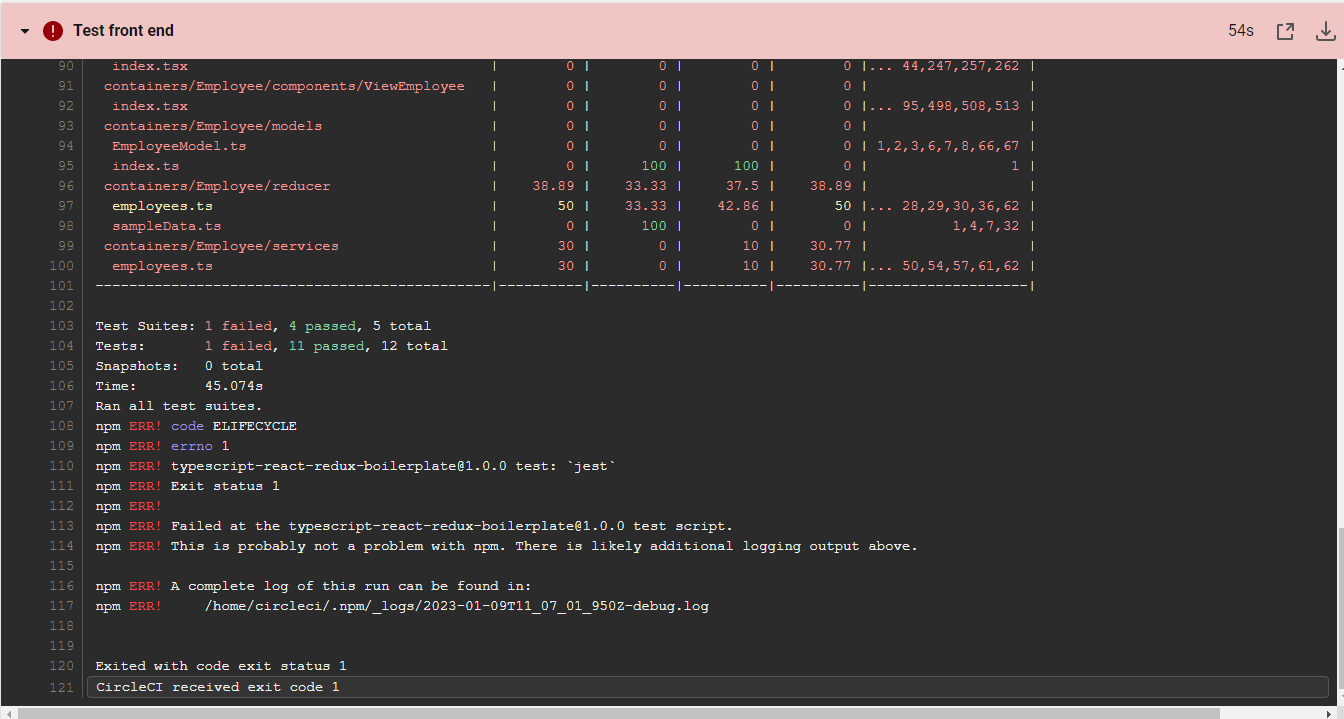 Test front end 54s
90 index.tsx | 0 | 0 | 0 | 0 |... 44,247,257,262 |
91 containers/Employee/components/ViewEmployee | 0 | 0 | 0 | 0 | |
92 index.tsx | 0 | 0 | 0 | 0 |... 95,498,508,513 |
93 containers/Employee/models | 0 | 0 | 0 | 0 | |
94 EmployeeModel.ts | 0 | 0 | 0 | 0 | 1,2,3,6,7,8,66,67 |
95 index.ts | 0 | 100 | 100 | 0 | 1 |
96 containers/Employee/reducer | 38.89 | 33.33 | 37.5 | 38.89 | |
97 employees.ts | 50 | 33.33 | 42.86 | 50 |... 28,29,30,36,62 |
98 sampleData.ts | 0 | 100 | 0 | 0 | 1,4,7,32 |
99 containers/Employee/services | 30 | 0 | 10 | 30.77 | |
100 employees.ts | 30 | 0 | 10 | 30.77 |... 50,54,57,61,62 |
101 -----------------------------------------------|----------|----------|----------|----------|-------------------|
102
103 Test Suites: 1 failed, 4 passed, 5 total
104 Tests: 1 failed, 11 passed, 12 total
105 Snapshots: 0 total
106 Time: 45.074s
107 Ran all test suites.
108 npm ERR! code ELIFECYCLE
109 npm ERR! errno 1
110 npm ERR! typescript-react-redux-boilerplate@1.0.0 test: `jest`
111 npm ERR! Exit status 1
112 npm ERR!
113 npm ERR! Failed at the typescript-react-redux-boilerplate@1.0.0 test script.
114 npm ERR! This is probably not a problem with npm. There is likely additional logging output above.
115
116 npm ERR! A complete log of this run can be found in:
117 npm ERR! /home/circleci/.npm/_logs/2023-01-09T11_07_01_950Z-debug.log
118
119
120 Exited with code exit status 1
121 CircleCI received exit code 1